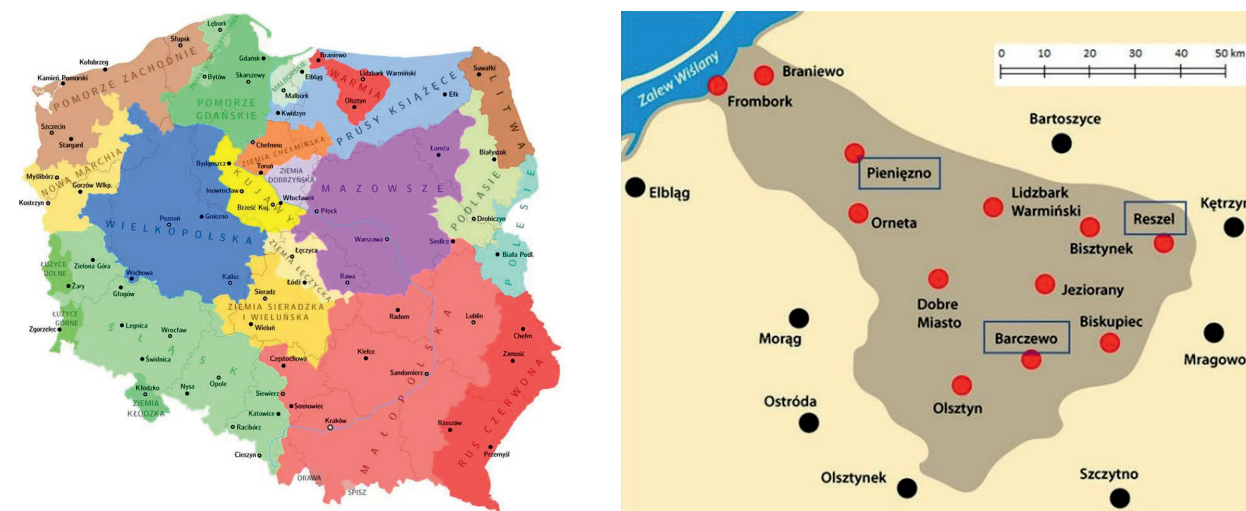 Lębork
Słupsk
Kołobrzeg
Kamień Pomorski
POMORZE ZACHODNIE
Bytów
Gdańsk
Skarszewy
POMORZE
GDAŃSKIE
MALBORSKIE
Elbląg
Malbork
Kwidzyn
Braniewo
WARMIA
Lidzbark Warmiński
Olsztyn
PRUSY KSIĄŻĘCE
Ełk
Suwałki
LITWA
Szczecin
Stargard
NOWA MARCHIA
Myślibórz
Gorzów Wlkp.
Kostrzyn
Chełmno
ZIEMIA CHEŁMIŃSKA
Toruń
Bydgoszcz
KUJAWY
Inowrocław
Brześć Kuj.
Włocławek
ZIEMIA
DOBRZYŃSKA
Łomża
MAZOWSZE
Płock
Warszawa
Rawa
Siedlce
Białystok
PODLASIE
Drohiczyn
POLESIE
Biała Podl.
Poznań
Gniezno
WIELKOPOLSKA
Kalisz
Wschowa
ZIEMIA ŁĘCZYCKA
Łęczyca
Łódź
Sieradz
ZIEMIA SIERADZKA
I WIELUŃSKA
Wieluń
ŁUŻYCE
DOLNE
Zielona Góra
Żary
Głogów
ŁUŻYCE
GÓRNE
Zgorzelec
Legnica
Wrocław
ŚLĄSK
Świdnica
Kłodzko
ZIEMIA
KŁODZKA
Nysa
Opole
Racibórz
Cieszyn
Katowice
Siewierz
Sosnowiec
Częstochowa
Radom
Kielce
Sandomierz
Lublin
MAŁOPOLSKA
Kraków
ORAWA
SPISZ
Chełm
Zamość
RUŚ CZERWONA
Rzeszów
Przemyśl
Zalew Wiślany
0 10 20 30 40 50 km
Braniewo
Frombork
Bartoszyce
Elbląg
Pieniężno
Orneta
Lidzbark
Warmiński
Reszel
Kętrzyn
Bisztynek
Dobre
Miasto
Jeziorany
Morąg
Barczewo
Biskupiec
Mrągowo
Olsztyn
Ostróda
Olsztynek
Szczytno